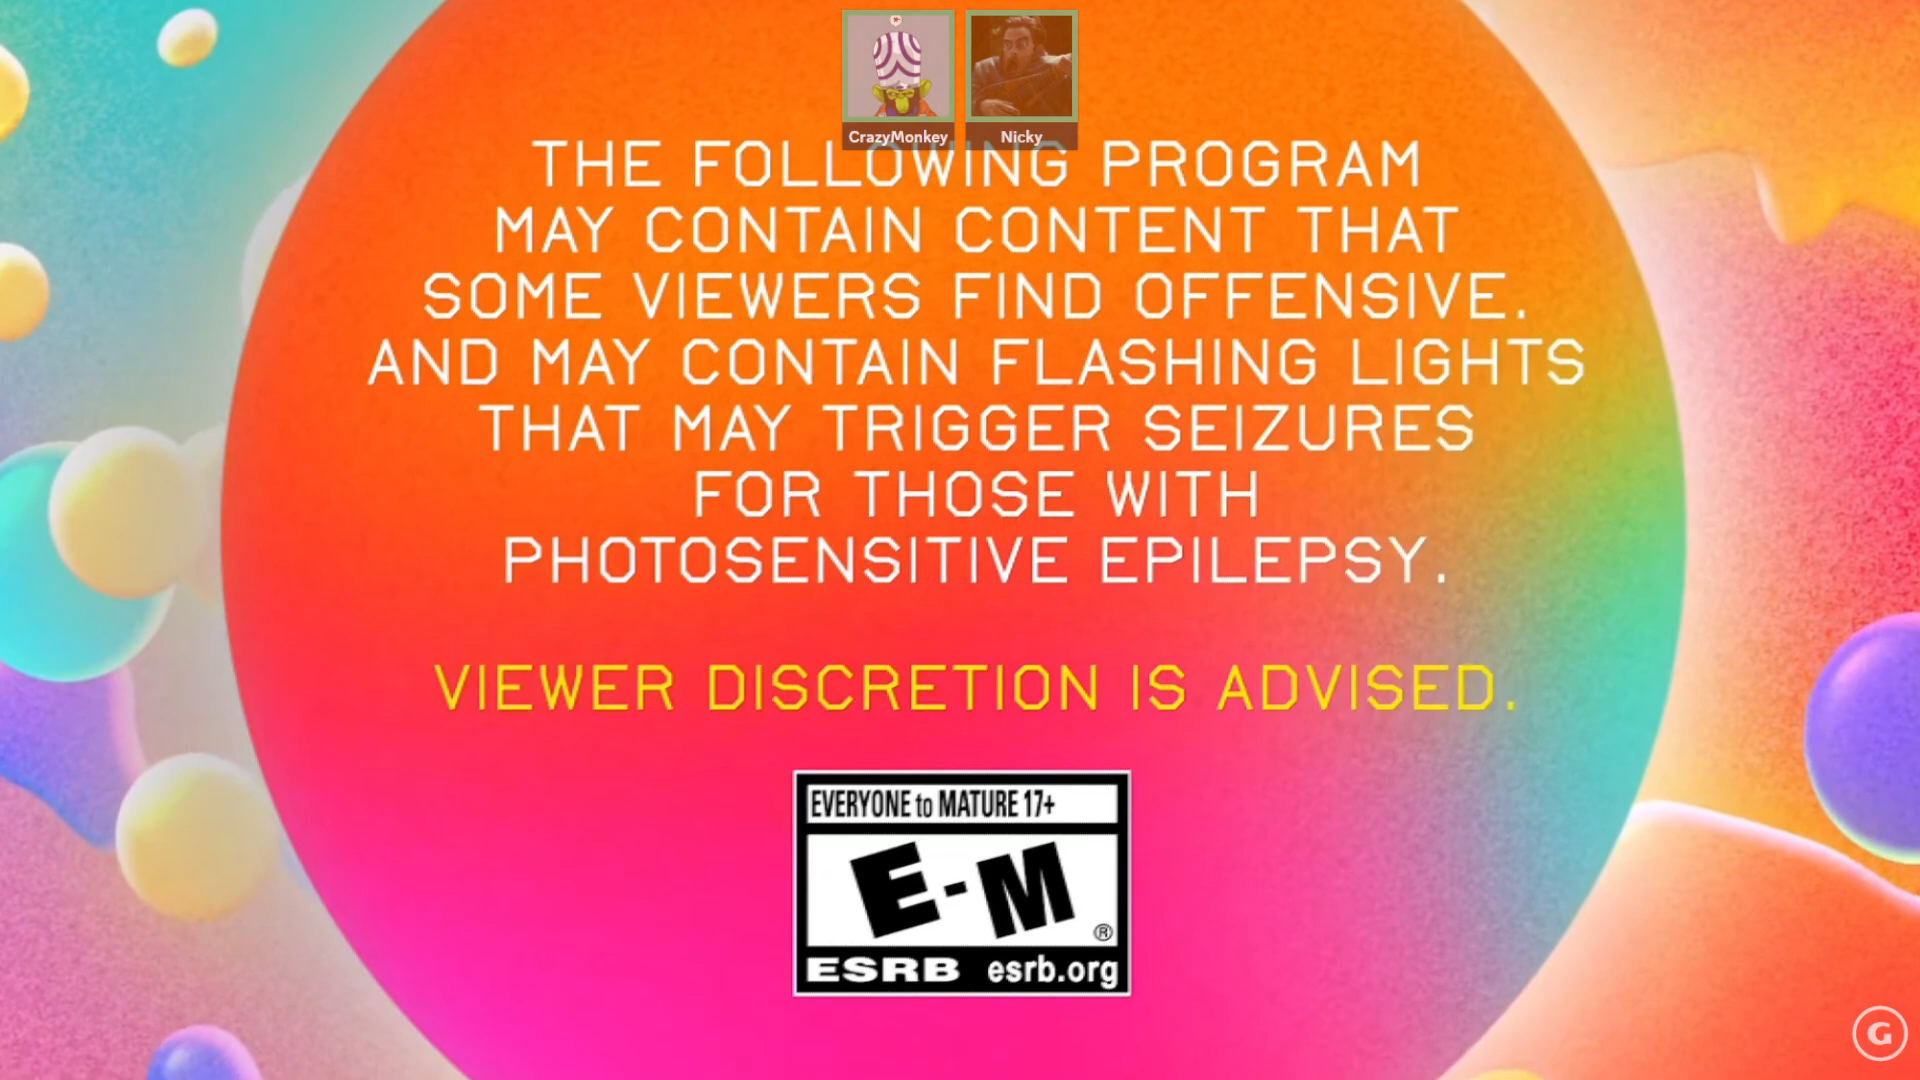 CrazyMonkey
Nicky
THE FOLLOWING PROGRAM
MAY CONTAIN CONTENT THAT
SOME VIEWERS FIND OFFENSIVE.
AND MAY CONTAIN FLASHING LIGHTS
THAT MAY TRIGGER SEIZURES
FOR THOSE WITH
PHOTOSENSITIVE EPILEPSY.
VIEWER DISCRETION IS ADVISED.
EVERYONE to MATURE 17+
E-M
®
ESRB esrb.org
G